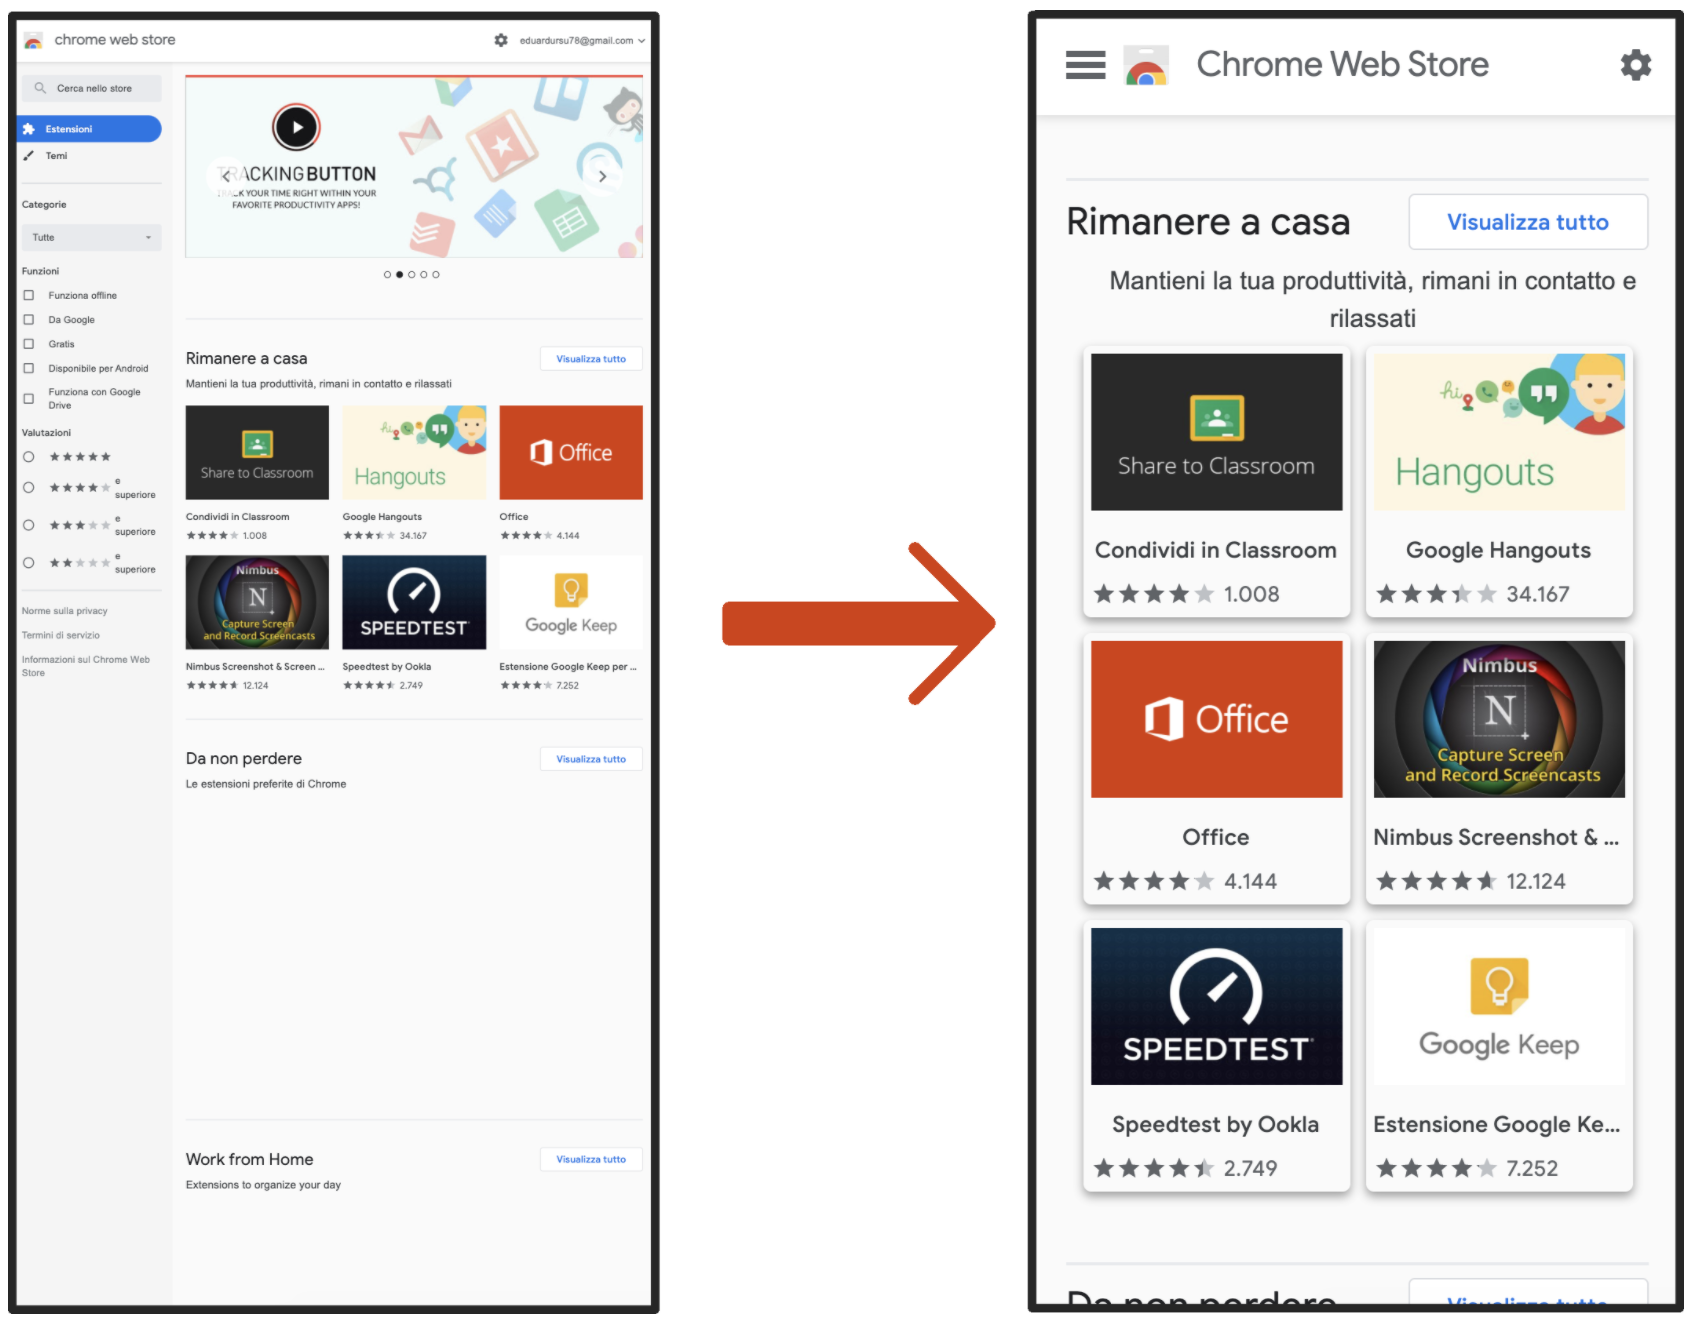 chrome web store
eduardursu78@gmail.com
Cerca nello store
Estensioni
Temi
Categorie
Tutte
Funzioni
Funziona offline
Da Google
Gratis
Disponibile per Android
Funziona con Google
Drive
Valutazioni
e
superiore
e
superiore
e
superiore
Norme sulla privacy
Termini di servizio
Informazioni sul Chrome Web
Store
TRACKINGBUTTON
TRACK YOUR TIME RIGHT WITHIN YOUR
FAVORITE PRODUCTIVITY APPS!
Rimanere a casa
Visualizza tutto
Mantieni la tua produttività, rimani in contatto e rilassati
Share to Classroom
hi
Hangouts
Office
Condividi in Classroom
Google Hangouts
Office
1.008
34.167
4.144
Nimbus
N
Capture Screen
and Record Screencasts
SPEEDTEST
Google Keep
Nimbus Screenshot & Screen ...
Speedtest by Ookla
Estensione Google Keep per ...
12.124
2.749
7.252
Da non perdere
Visualizza tutto
Le estensioni preferite di Chrome
Work from Home
Visualizza tutto
Extensions to organize your day
Chrome Web Store
Rimanere a casa
Visualizza tutto
Mantieni la tua produttività, rimani in contatto e
rilassati
Share to Classroom
hi
Hangouts
Condividi in Classroom
Google Hangouts
1.008
34.167
Office
Nimbus
N
Capture Screen
and Record Screencasts
Office
Nimbus Screenshot & ...
4.144
12.124
SPEEDTEST
Google Keep
Speedtest by Ookla
Estensione Google Ke...
2.749
7.252
Da non perdere
Visualizza tutto